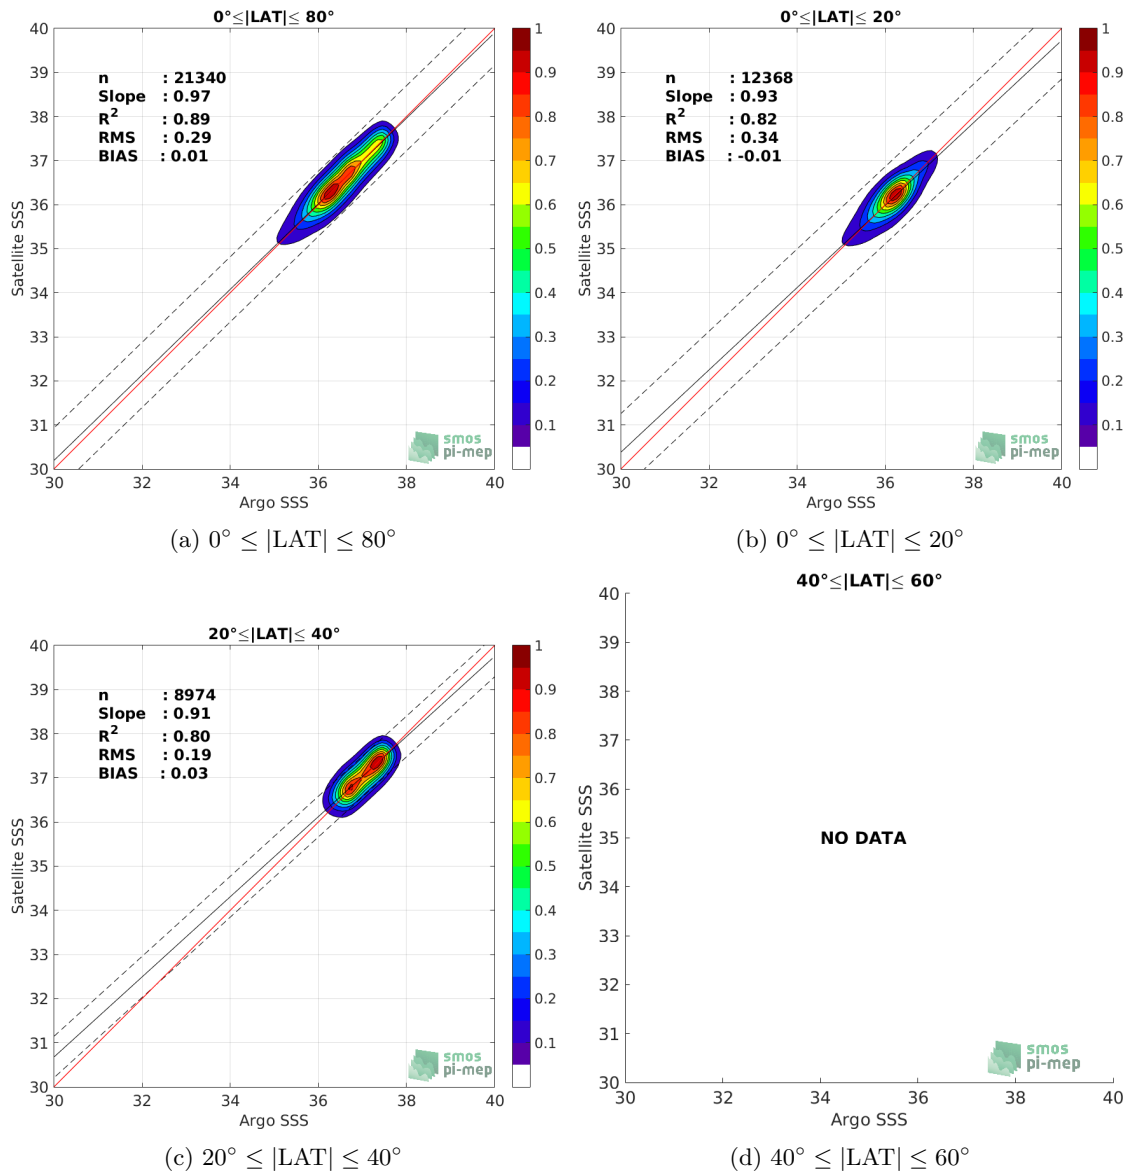 0°≤|LAT|≤ 80°
40
39
38
37
36
35
34
33
32
31
30
Satellite SSS
n : 21340
Slope : 0.97
R2 : 0.89
RMS : 0.29
BIAS : 0.01
smos
pi-mep
30 32 34 36 38 40
Argo SSS
1
0.9
0.8
0.7
0.6
0.5
0.4
0.3
0.2
0.1
(a) 0° ≤ |LAT| ≤ 80°
0°≤|LAT|≤ 20°
40
39
38
37
36
35
34
33
32
31
30
Satellite SSS
n : 12368
Slope : 0.93
R2 : 0.82
RMS : 0.34
BIAS : -0.01
smos
pi-mep
30 32 34 36 38 40
Argo SSS
1
0.9
0.8
0.7
0.6
0.5
0.4
0.3
0.2
0.1
(b) 0° ≤ |LAT| ≤ 20°
20°≤|LAT|≤ 40°
40
39
38
37
36
35
34
33
32
31
30
Satellite SSS
n : 8974
Slope : 0.91
R2 : 0.80
RMS : 0.19
BIAS : 0.03
smos
pi-mep
30 32 34 36 38 40
Argo SSS
1
0.9
0.8
0.7
0.6
0.5
0.4
0.3
0.2
0.1
(c) 20° ≤ |LAT| ≤ 40°
40°≤|LAT|≤ 60°
40
39
38
37
36
35
34
33
32
31
30
Satellite SSS
NO DATA
smos
pi-mep
30 32 34 36 38 40
Argo SSS
(d) 40° ≤ |LAT| ≤ 60°